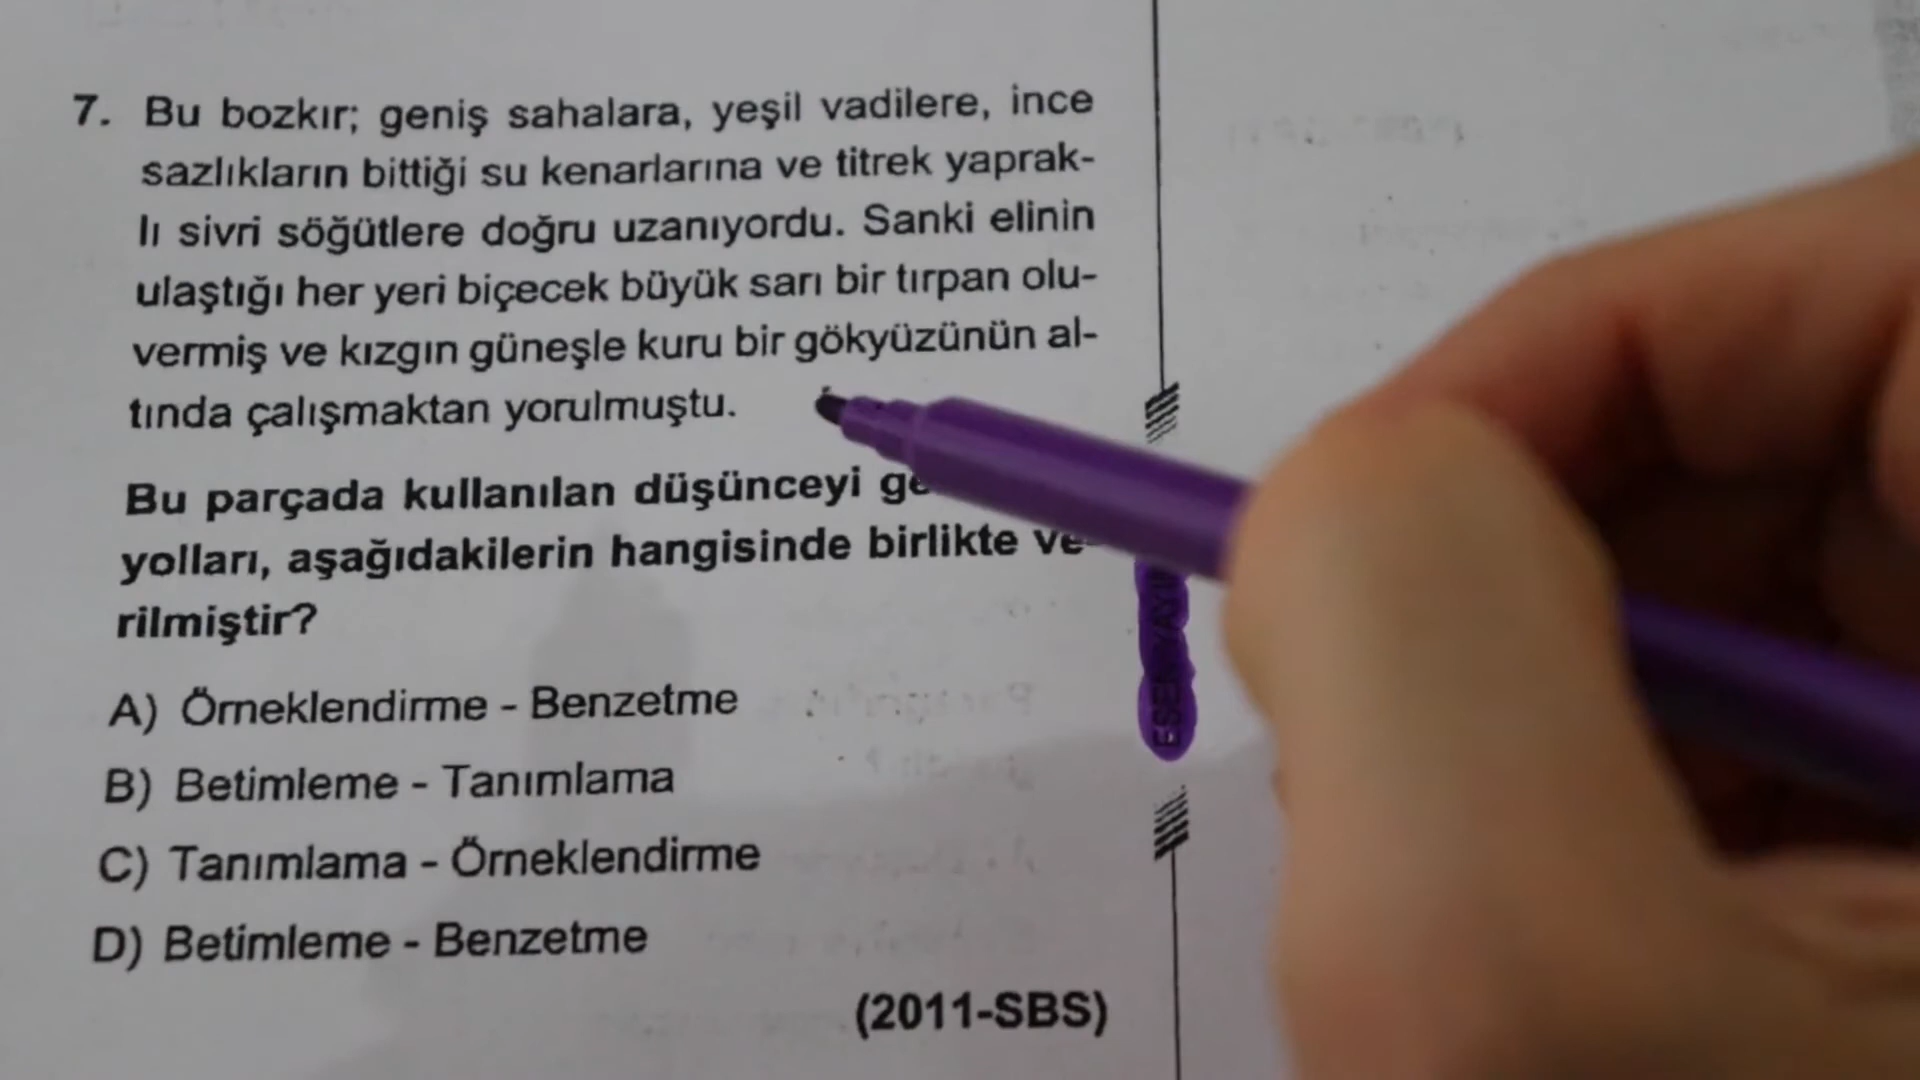 7. Bu bozkır; geniş sahalara, yeşil vadilere, ince
sazlıkların bittiği su kenarlarına ve titrek yaprak-
lı sivri söğütlere doğru uzanıyordu. Sanki elinin
ulaştığı her yeri biçecek büyük sarı bir tırpan olu-
vermiş ve kızgın güneşle kuru bir gökyüzünün al-
tında çalışmaktan yorulmuştu.
Bu parçada kullanılan düşünceyi
yolları, aşağıdakilerin hangisinde birlikte ve-
rilmiştir?
A) Örneklendirme - Benzetme
B) Betimleme - Tanımlama
C) Tanımlama - Örneklendirme
D) Betimleme - Benzetme
(2011-SBS)